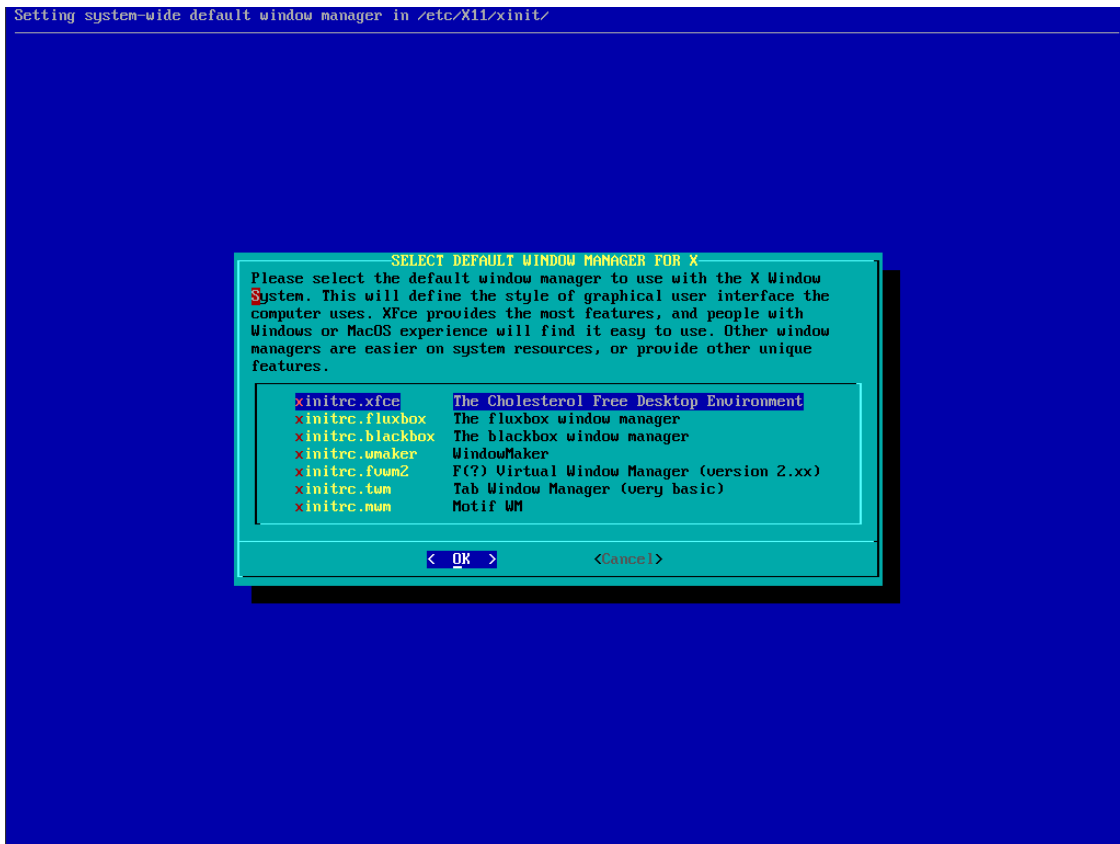 Setting system-wide default window manager in /etc/X11/xinit/
SELECT DEFAULT WINDOW MANAGER FOR X
Please select the default window manager to use with the X Window
System. This will define the style of graphical user interface the
computer uses. XFce provides the most features, and people with
Windows or MacOS experience will find it easy to use. Other window
managers are easier on system resources, or provide other unique
features.
xinitrc.xfce The Cholesterol Free Desktop Environment
xinitrc.fluxbox The fluxbox window manager
xinitrc.blackbox The blackbox window manager
xinitrc.wmaker WindowMaker
xinitrc.fvwm2 F(?) Virtual Window Manager (version 2.xx)
xinitrc.twm Tab Window Manager (very basic)
xinitrc.mwm Motif WM
< OK > <Cancel>